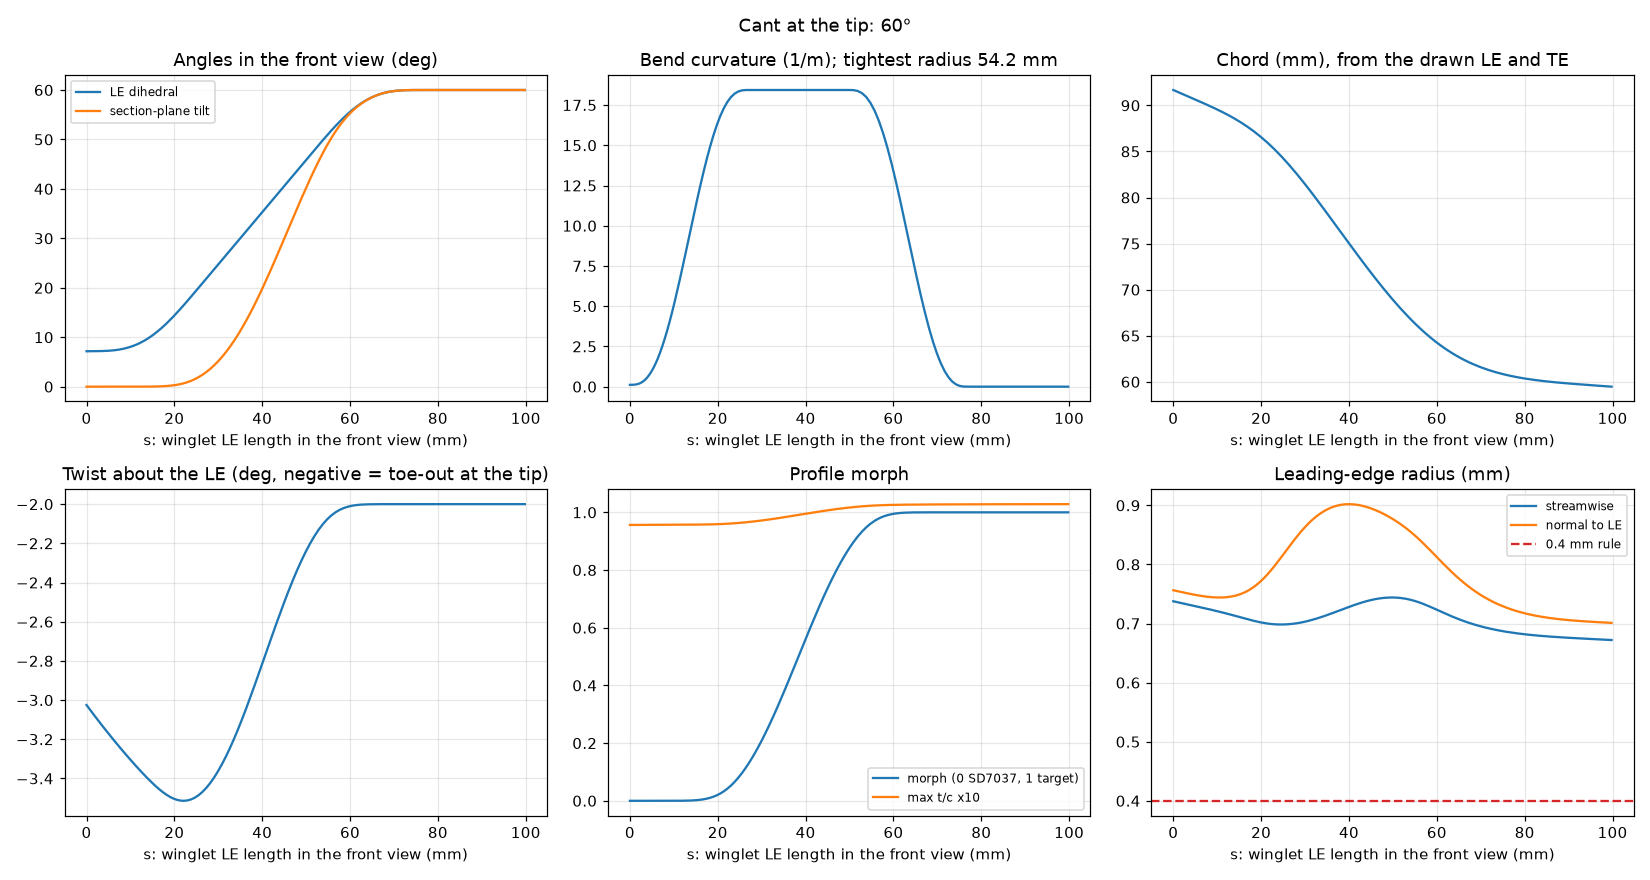 Cant at the tip: 60°
Angles in the front view (deg)
LE dihedral
section-plane tilt
60
50
40
30
20
10
0
0 20 40 60 80 100
s: winglet LE length in the front view (mm)
Bend curvature (1/m); tightest radius 54.2 mm
17.5
15.0
12.5
10.0
7.5
5.0
2.5
0.0
0 20 40 60 80 100
s: winglet LE length in the front view (mm)
Chord (mm), from the drawn LE and TE
90
85
80
75
70
65
60
0 20 40 60 80 100
s: winglet LE length in the front view (mm)
Twist about the LE (deg, negative = toe-out at the tip)
−2.0
−2.2
−2.4
−2.6
−2.8
−3.0
−3.2
−3.4
0 20 40 60 80 100
s: winglet LE length in the front view (mm)
Profile morph
1.0
0.8
0.6
0.4
0.2
0.0
morph (0 SD7037, 1 target)
max t/c x10
0 20 40 60 80 100
s: winglet LE length in the front view (mm)
Leading-edge radius (mm)
streamwise
normal to LE
0.4 mm rule
0.9
0.8
0.7
0.6
0.5
0.4
0 20 40 60 80 100
s: winglet LE length in the front view (mm)